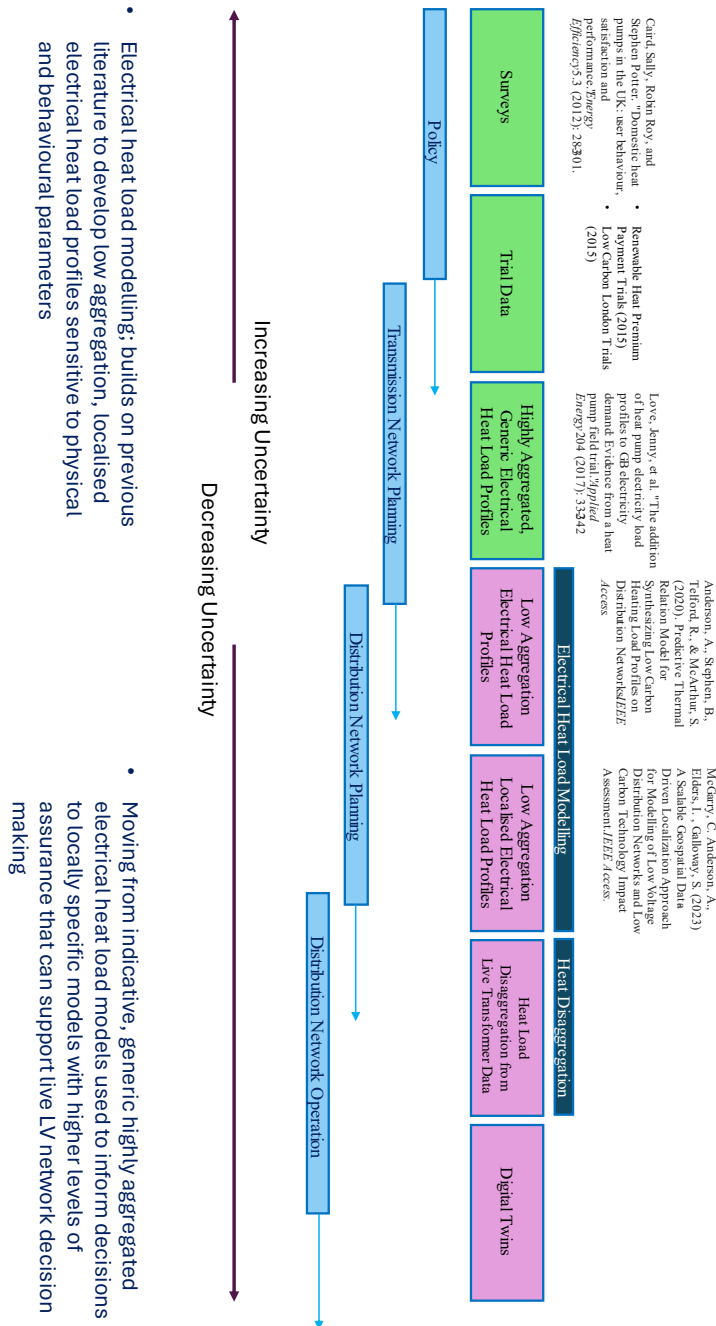 Caird, Sally, Robin Roy, and
Stephen Potter. "Domestic heat
pumps in the UK: user behaviour,
satisfaction and
performance."Energy
Efficiency5.3 (2012): 283-301.
• Renewable Heat Premium
Payment Trials (2015)
• Low Carbon London Trials
(2015)
Love, Jenny, et al. "The addition
of heat pump electricity load
profiles to GB electricity
demand: Evidence from a heat
pump field trial."Applied
Energy204 (2017): 332-342
Anderson, A., Stephen, B.,
Telford, R., & McArthur, S.
(2020). Predictive Thermal
Relation Model for
Synthesizing Low Carbon
Heating Load Profiles on
Distribution Networks.IEEE
Access.
McGarry, C. Anderson, A.,
Elders, I. , Galloway, S. (2023)
A Scalable Geospatial Data-
Driven Localization Approach
for Modelling of Low Voltage
Distribution Networks and Low
Carbon Technology Impact
Assessment.IEEE Access.
Electrical Heat Load Modelling
Heat Disaggregation
Surveys
Trial Data
Highly Aggregated,
Generic Electrical
Heat Load Profiles
Low Aggregation
Electrical Heat Load
Profiles
Low Aggregation
Localised Electrical
Heat Load Profiles
Heat Load
Disaggregation from
Live Transformer Data
Digital Twins
Policy
Transmission Network Planning
Distribution Network Planning
Distribution Network Operation
Increasing Uncertainty
Decreasing Uncertainty
• Electrical heat load modelling; builds on previous
literature to develop low aggregation, localised
electrical heat load profiles sensitive to physical
and behavioural parameters
• Moving from indicative, generic highly aggregated
electrical heat load models used to inform decisions
to locally specific models with higher levels of
assurance that can support live LV network decision
making